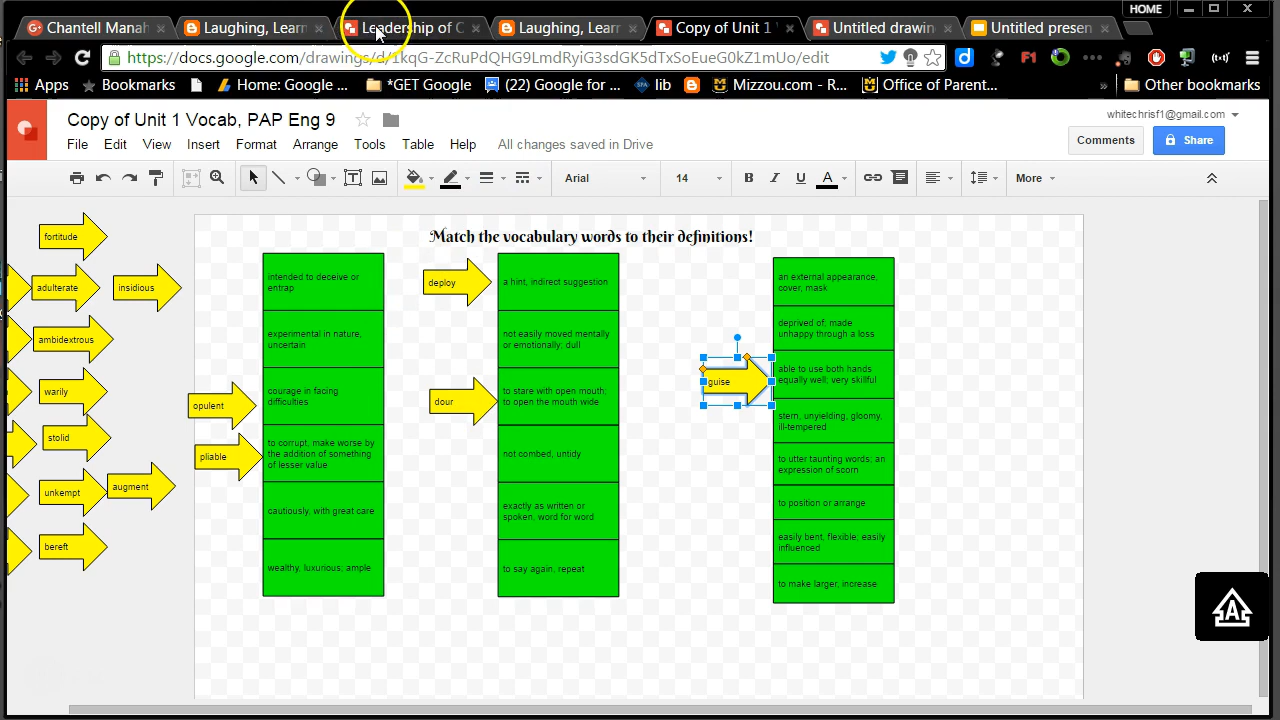 HOME
Chantell Manah
Laughing, Learn
Leadership of C
Laughing, Learn
Copy of Unit 1
Untitled drawin
Untitled presen
https://docs.google.com/drawings/d/1kqG-ZcRuPdQHG9LmdRyiG3sdGK5dTxSoEueG0kZ1mUo/edit
Apps
Bookmarks
Home: Google ...
*GET Google
(22) Google for ...
lib
Mizzou.com - R...
Office of Parent...
»
Other bookmarks
Copy of Unit 1 Vocab, PAP Eng 9
whitechrisf1@gmail.com
File Edit View Insert Format Arrange Tools Table Help All changes saved in Drive
Comments
Share
Arial
14
B I U A
More
Match the vocabulary words to their definitions!
fortitude
adulterate
insidious
ambidextrous
warily
stolid
unkempt
augment
bereft
opulent
pliable
intended to deceive or
entrap
experimental in nature,
uncertain
courage in facing
difficulties
to corrupt, make worse by
the addition of something
of lesser value
cautiously, with great care
wealthy, luxurious; ample
deploy
dour
a hint, indirect suggestion
not easily moved mentally
or emotionally; dull
to stare with open mouth;
to open the mouth wide
not combed, untidy
exactly as written or
spoken, word for word
to say again, repeat
guise
an external appearance,
cover, mask
deprived of; made
unhappy through a loss
able to use both hands
equally well; very skillful
stern, unyielding, gloomy,
ill-tempered
to utter taunting words; an
expression of scorn
to position or arrange
easily bent, flexible; easily
influenced
to make larger, increase
A